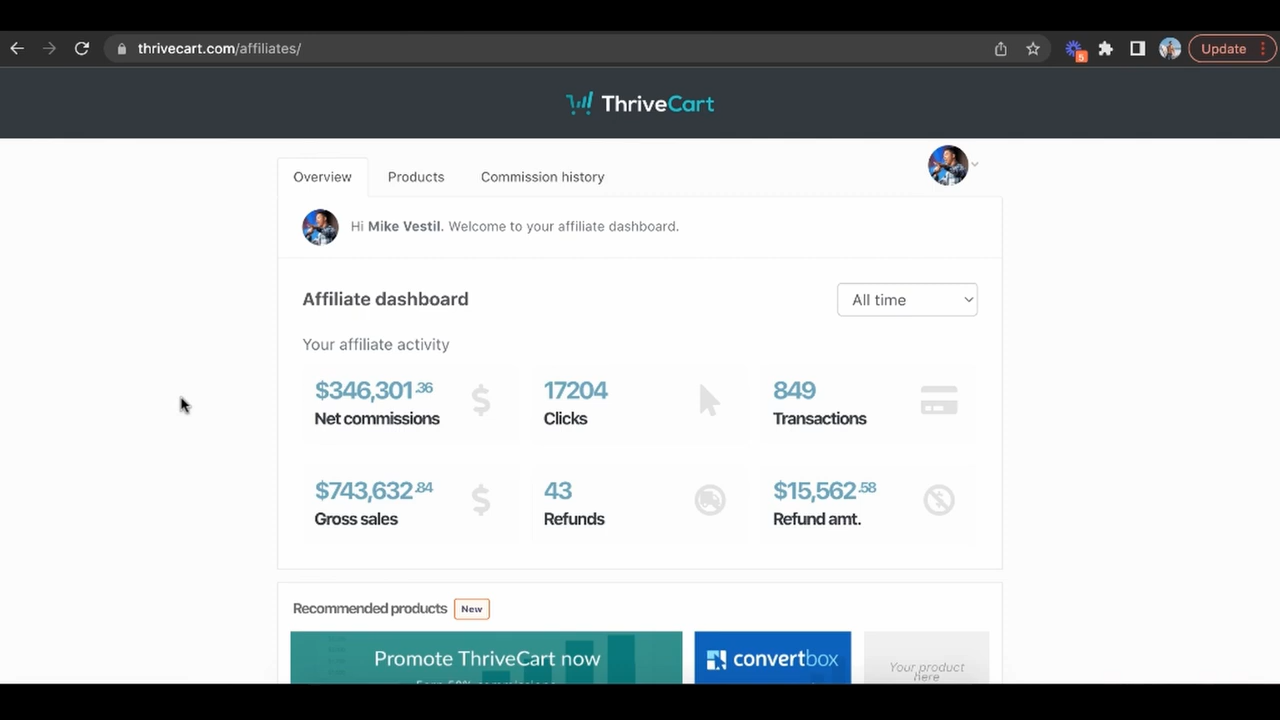 thrivecart.com/affiliates/
5
Update
ThriveCart
Overview
Products
Commission history
Hi Mike Vestil. Welcome to your affiliate dashboard.
Affiliate dashboard
All time
Your affiliate activity
$346,301.36
Net commissions
17204
Clicks
849
Transactions
$743,632.84
Gross sales
43
Refunds
$15,562.58
Refund amt.
Recommended products
New
Promote ThriveCart now
convertbox
Your product
here